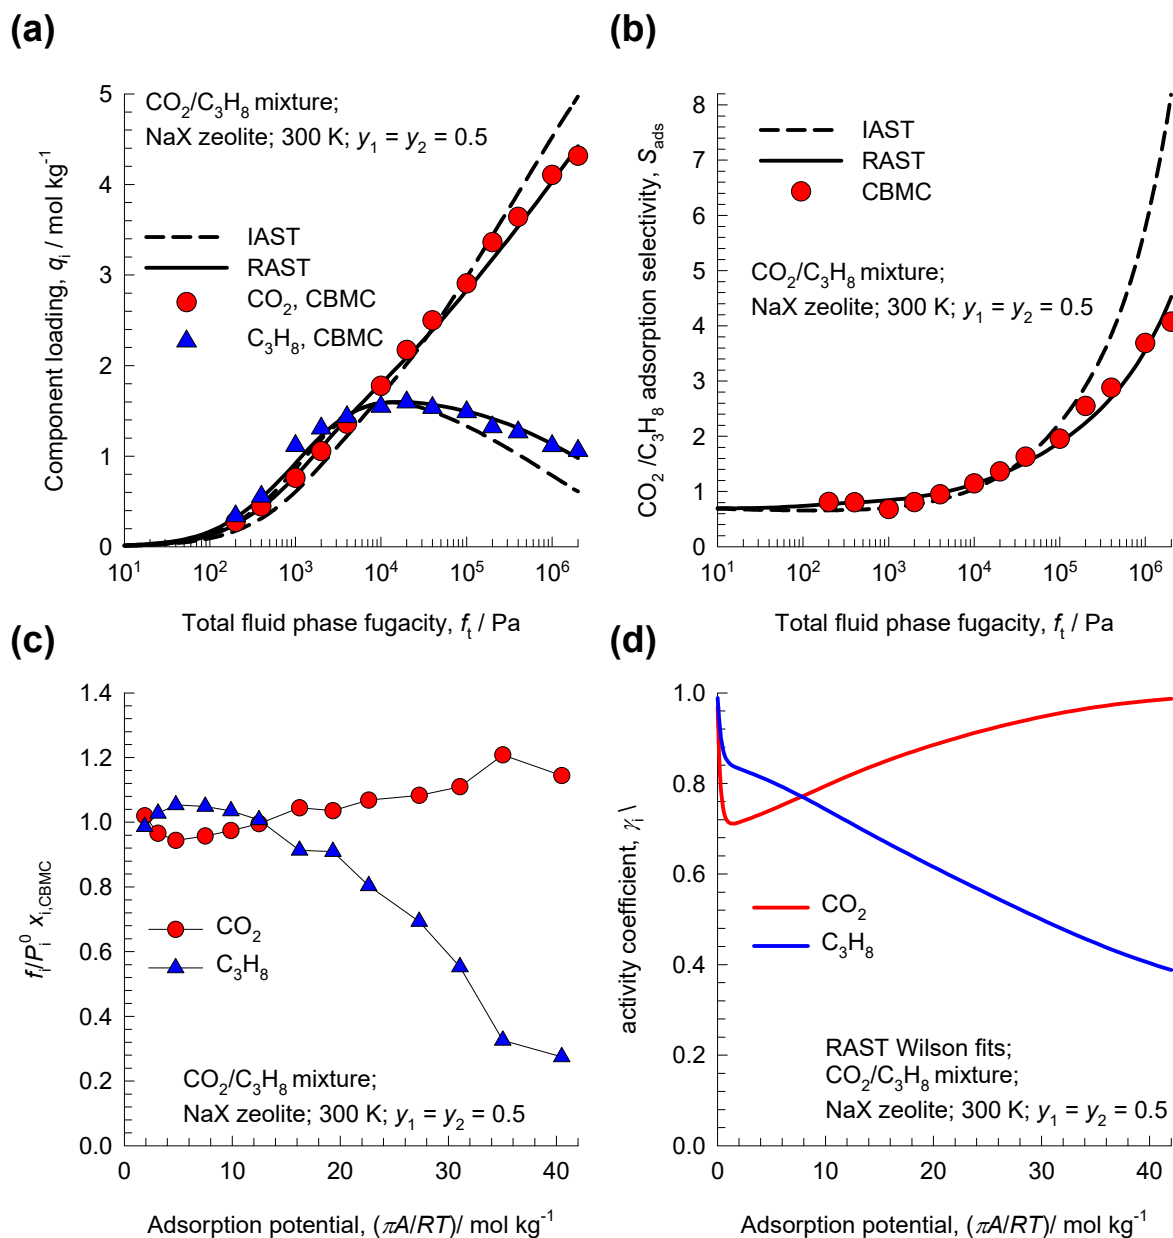 (a)
CO₂/C₃H₈ mixture;
NaX zeolite; 300 K; y₁ = y₂ = 0.5
IAST
RAST
CO₂, CBMC
C₃H₈, CBMC
Component loading, qᵢ / mol kg⁻¹
5
4
3
2
1
0
10¹ 10² 10³ 10⁴ 10⁵ 10⁶
Total fluid phase fugacity, fₜ / Pa
(b)
IAST
RAST
CBMC
CO₂/C₃H₈ mixture;
NaX zeolite; 300 K; y₁ = y₂ = 0.5
CO₂ /C₃H₈ adsorption selectivity, S_ads
8
7
6
5
4
3
2
1
0
10¹ 10² 10³ 10⁴ 10⁵ 10⁶
Total fluid phase fugacity, fₜ / Pa
(c)
fᵢ/Pᵢ⁰ xᵢ,CBMC
1.4
1.2
1.0
0.8
0.6
0.4
0.2
0.0
CO₂
C₃H₈
CO₂/C₃H₈ mixture;
NaX zeolite; 300 K; y₁ = y₂ = 0.5
0 10 20 30 40
Adsorption potential, (πA/RT)/ mol kg⁻¹
(d)
activity coefficient, γᵢ \
1.0
0.8
0.6
0.4
0.2
0.0
CO₂
C₃H₈
RAST Wilson fits;
CO₂/C₃H₈ mixture;
NaX zeolite; 300 K; y₁ = y₂ = 0.5
0 10 20 30 40
Adsorption potential, (πA/RT)/ mol kg⁻¹